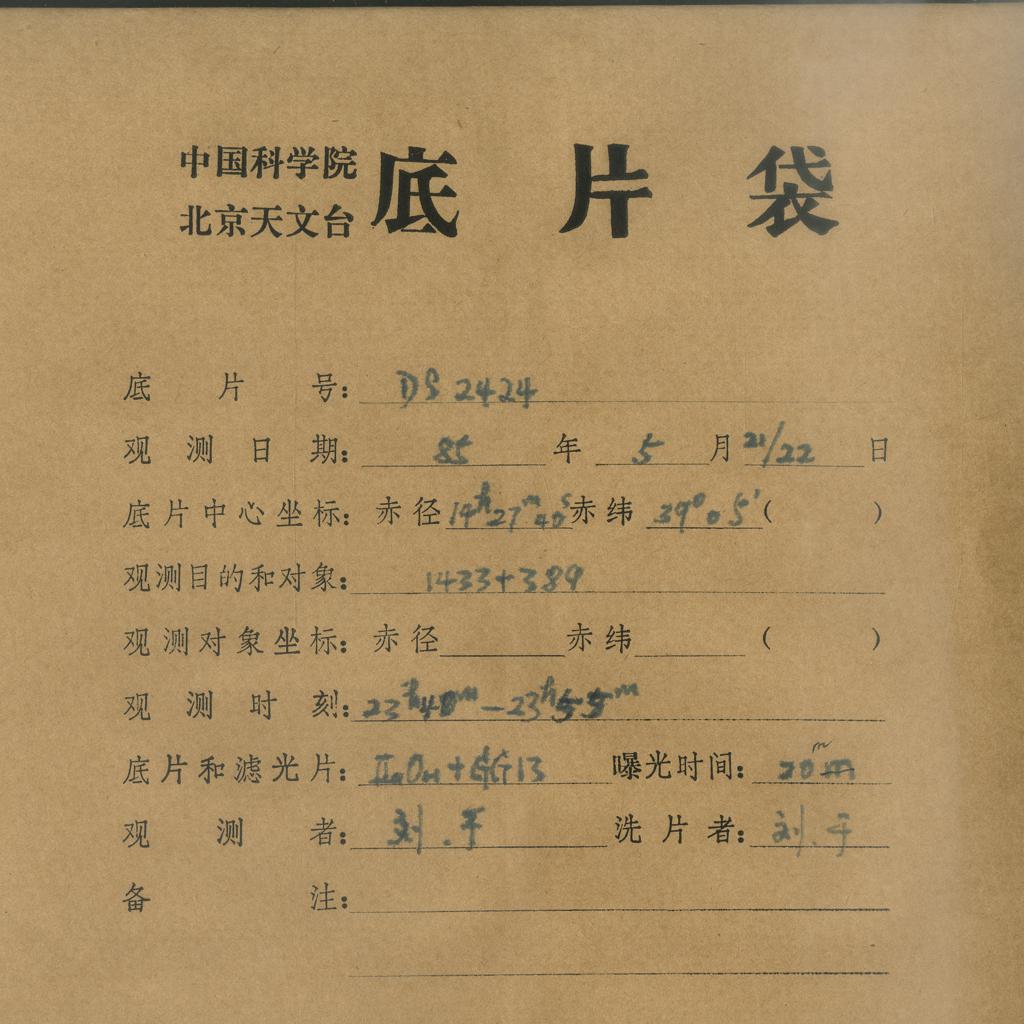 中国科学院
北京天文台 底片袋
底片号: DS 2424
观测日期: 85 年 5 月 21/22 日
底片中心坐标: 赤径 14h27m40s 赤纬 39°05′ ( )
观测目的和对象: 1433+389
观测对象坐标: 赤径 赤纬 ( )
观测时刻: 23h48m-23h55m
底片和滤光片: IIaO + GG13 曝光时间: 20m
观测者: 刘.于 洗片者: 刘.于
备注: